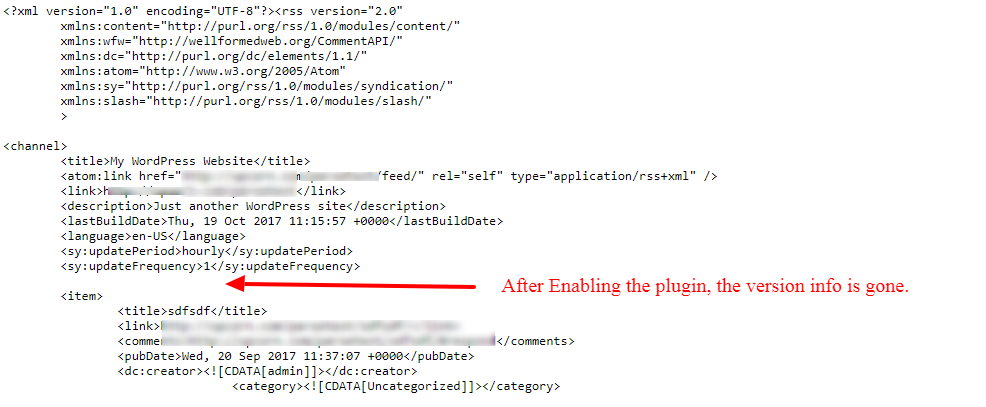 <?xml version="1.0" encoding="UTF-8"?><rss version="2.0"
xmlns:content="http://purl.org/rss/1.0/modules/content/"
xmlns:wfw="http://wellformedweb.org/CommentAPI/"
xmlns:dc="http://purl.org/dc/elements/1.1/"
xmlns:atom="http://www.w3.org/2005/Atom"
xmlns:sy="http://purl.org/rss/1.0/modules/syndication/"
xmlns:slash="http://purl.org/rss/1.0/modules/slash/"
>
<channel>
<title>My WordPress Website</title>
<atom:link href=" /feed/" rel="self" type="application/rss+xml" />
<link> </link>
<description>Just another WordPress site</description>
<lastBuildDate>Thu, 19 Oct 2017 11:15:57 +0000</lastBuildDate>
<language>en-US</language>
<sy:updatePeriod>hourly</sy:updatePeriod>
<sy:updateFrequency>1</sy:updateFrequency>
After Enabling the plugin, the version info is gone.
<item>
<title>sdfsdf</title>
<link>
<comme </comments>
<pubDate>Wed, 20 Sep 2017 11:37:07 +0000</pubDate>
<dc:creator><![CDATA[admin]]></dc:creator>
<category><![CDATA[Uncategorized]]></category>